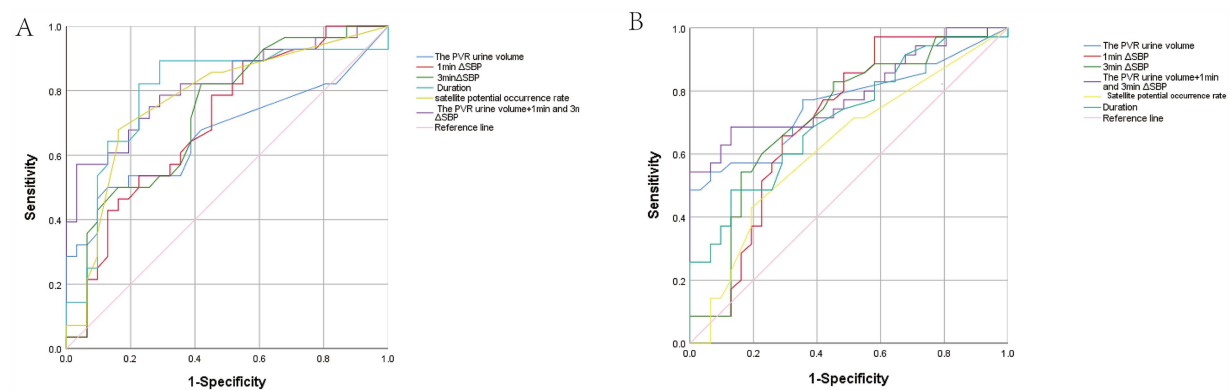 A
1.0
0.8
0.6
0.4
0.2
0.0
Sensitivity
0.0
0.2
0.4
0.6
0.8
1.0
1-Specificity
The PVR urine volume
1min ΔSBP
3minΔSBP
Duration
satellite potential occurrence rate
The PVR urine volume+1min and 3n
ΔSBP
Reference line
B
1.0
0.8
0.6
0.4
0.2
0.0
Sensitivity
0.0
0.2
0.4
0.6
0.8
1.0
1-Specificity
The PVR urine volume
1min ΔSBP
3min ΔSBP
The PVR urine volume+1min
and 3min ΔSBP
Satellite potential occurrence rate
Duration
Reference line